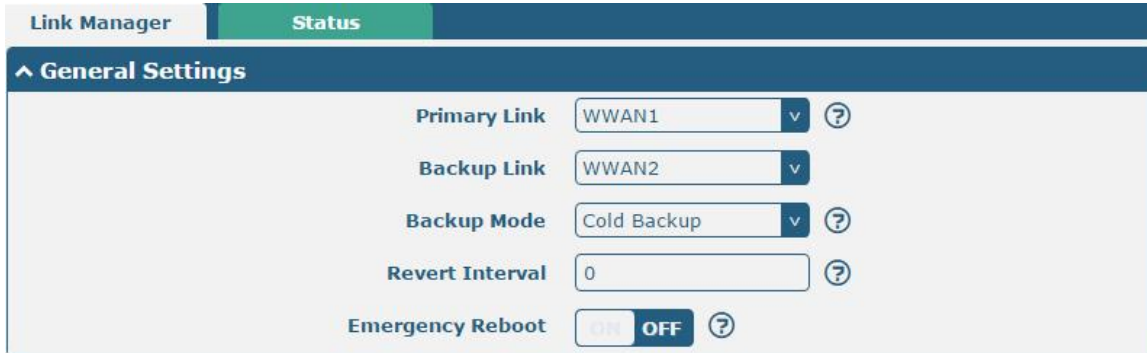 Link Manager Status
General Settings
Primary Link WWAN1 v ?
Backup Link WWAN2 v
Backup Mode Cold Backup v ?
Revert Interval 0 ?
Emergency Reboot ON OFF ?